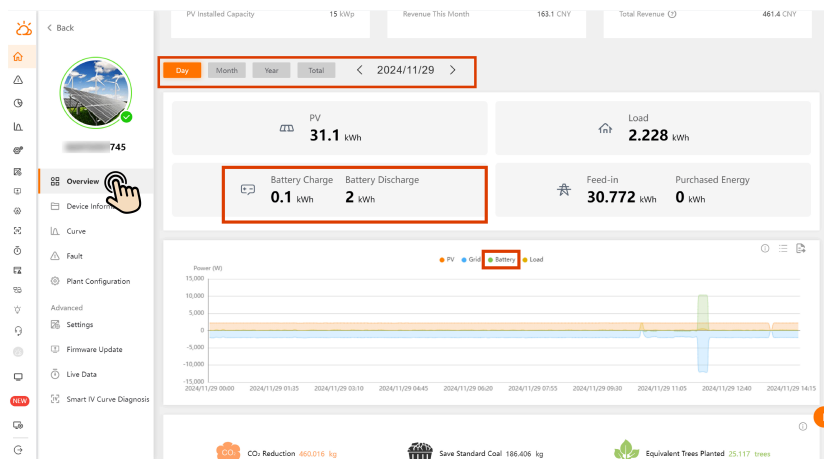 PV Installed Capacity 15 kWp Revenue This Month 163.1 CNY Total Revenue 461.4 CNY
< Back
Day Month Year Total < 2024/11/29 >
745
PV
31.1 kWh
Load
2.228 kWh
Battery Charge Battery Discharge
0.1 kWh 2 kWh
Feed-in Purchased Energy
30.772 kWh 0 kWh
Overview
Device Inform
Curve
Fault
Plant Configuration
Advanced
Settings
Firmware Update
Live Data
Smart IV Curve Diagnosis
NEW
PV Grid Battery Load
Power (W)
15,000
10,000
5,000
0
-5,000
-10,000
-15,000
2024/11/29 00:00 2024/11/29 01:35 2024/11/29 03:10 2024/11/29 04:45 2024/11/29 06:20 2024/11/29 07:55 2024/11/29 09:30 2024/11/29 11:05 2024/11/29 12:40 2024/11/29 14:15
CO₂ CO₂ Reduction 460.016 kg Save Standard Coal 186.406 kg Equivalent Trees Planted 25.117 trees